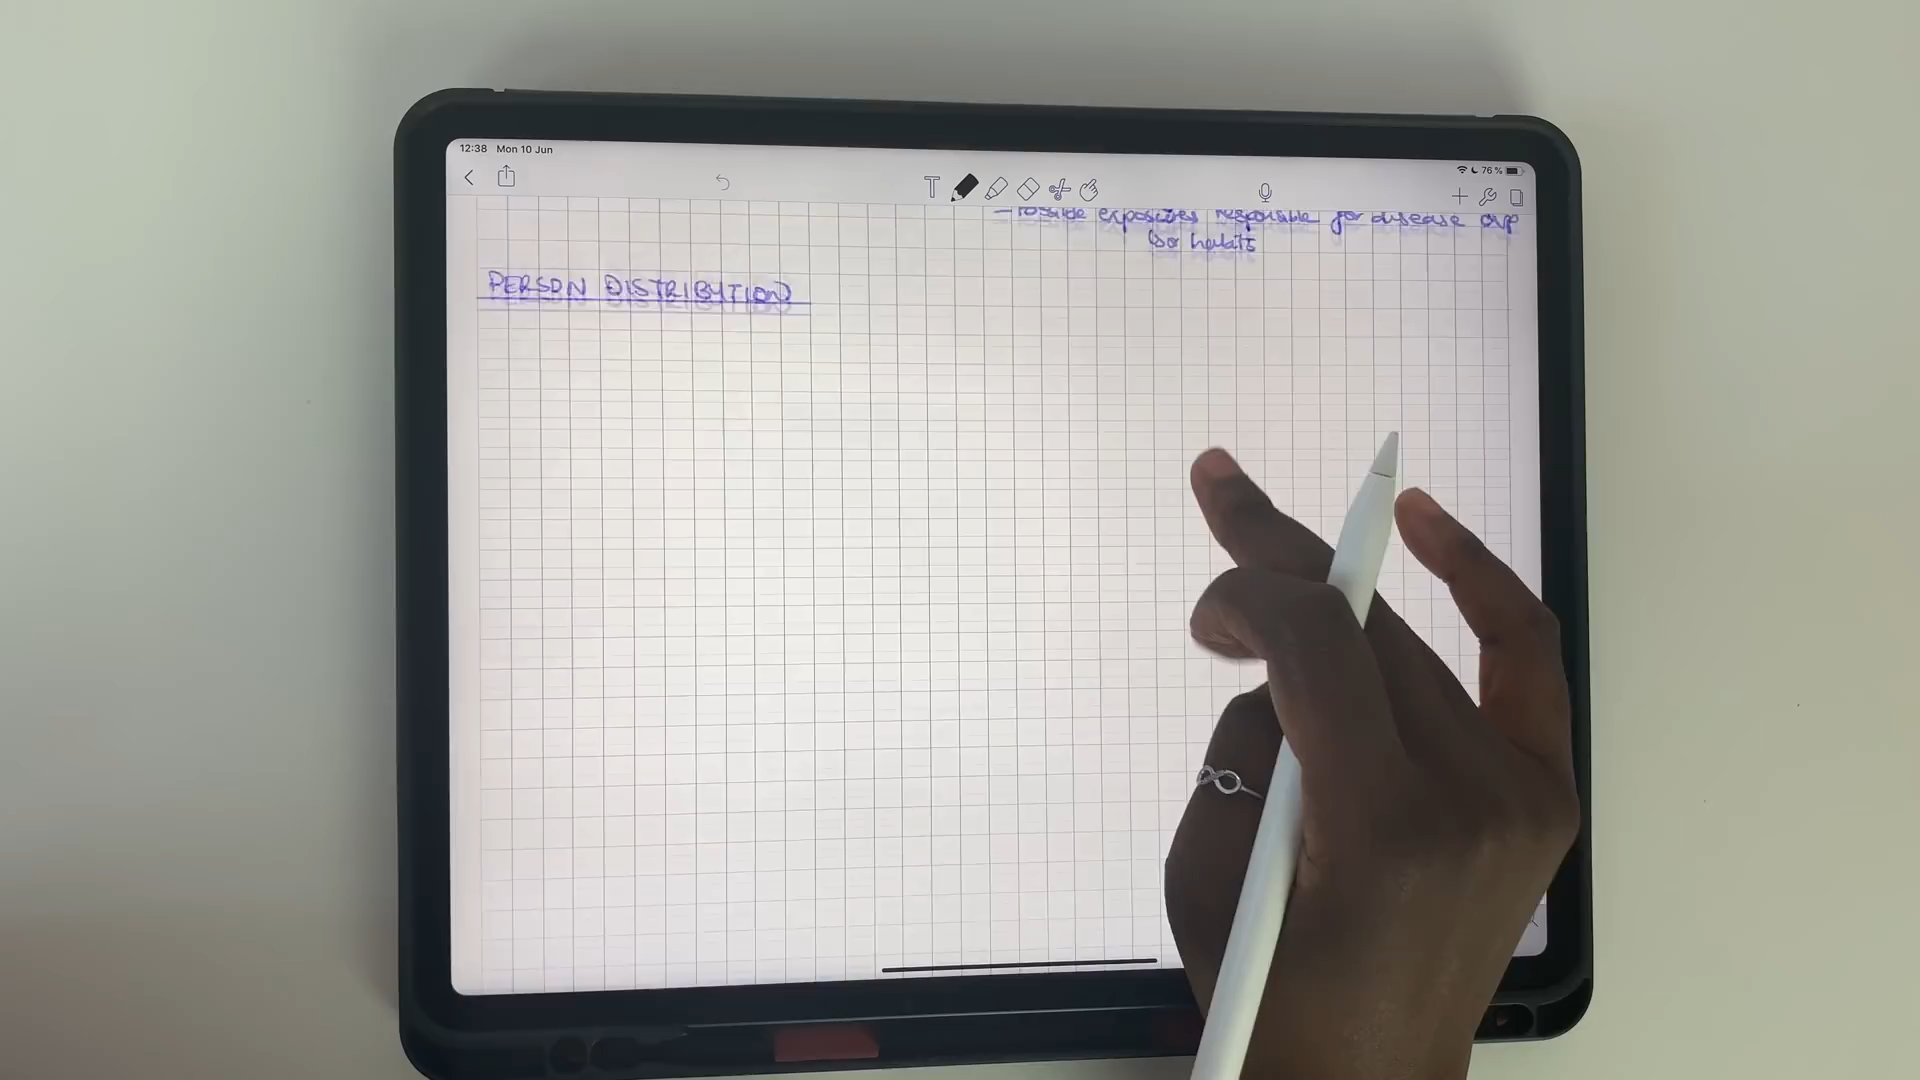 12:38 Mon 10 Jun
76%
T
- Possible exposures responsible for disease
habits
PERSON DISTRIBUTION